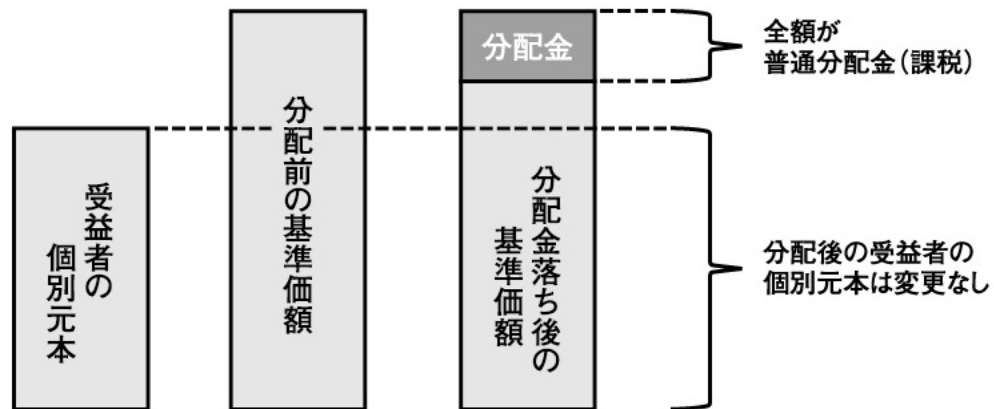 受益者の
個別元本
分配前の基準価額
分配金
分配金落ち後の
基準価額
全額が
普通分配金(課税)
分配後の受益者の
個別元本は変更なし